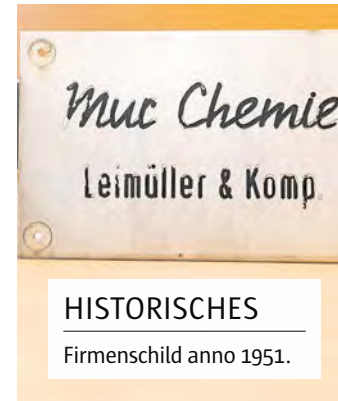 Muc Chemie
Leimüller & Komp.
HISTORISCHES
Firmenschild anno 1951.